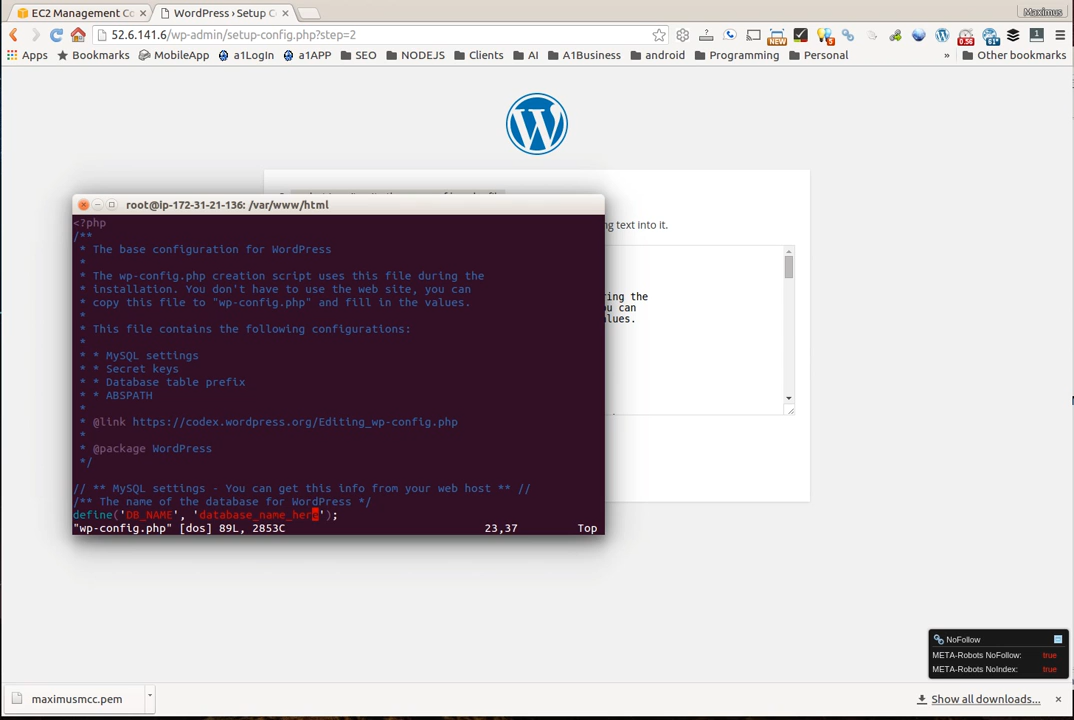 EC2 Management Co
WordPress › Setup C
Maximus
52.6.141.6/wp-admin/setup-config.php?step=2
NEW
5
0.56
61*
1
Apps
Bookmarks
MobileApp
a1LogIn
a1APP
SEO
NODEJS
Clients
AI
A1Business
android
Programming
Personal
»
Other bookmarks
root@ip-172-31-21-136: /var/www/html
ng text into it.
<?php
/**
* The base configuration for WordPress
*
* The wp-config.php creation script uses this file during the
* installation. You don't have to use the web site, you can
* copy this file to "wp-config.php" and fill in the values.
*
* This file contains the following configurations:
*
* * MySQL settings
* * Secret keys
* * Database table prefix
* * ABSPATH
*
* @link https://codex.wordpress.org/Editing_wp-config.php
*
* @package WordPress
*/
// ** MySQL settings - You can get this info from your web host ** //
/** The name of the database for WordPress */
define('DB_NAME', 'database_name_here');
"wp-config.php" [dos] 89L, 2853C 23,37 Top
ring the
ou can
alues.
NoFollow
META-Robots NoFollow: true
META-Robots NoIndex: true
maximusmcc.pem
Show all downloads...